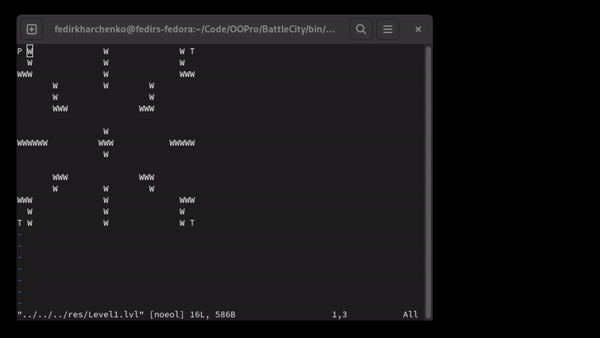 fedirkharchenko@fedirs-fedora:~/Code/OOPro/BattleCity/bin/...
P W              W              W T
  W              W              W
WWW              W              WWW
       W         W        W
       W                  W
       WWW              WWW

                 W
WWWWWW          WWW           WWWWW
                 W

       WWW              WWW
       W         W        W
WWW              W              WWW
  W              W              W
T W              W              W T
~
~
~
~
~
~
~
"../../../res/Level1.lvl" [noeol] 16L, 586B 1,3 All